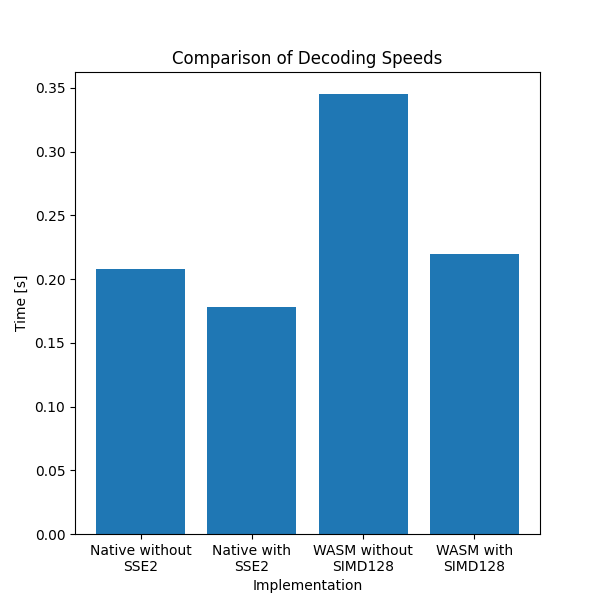 Comparison of Decoding Speeds
Time [s]
0.35
0.30
0.25
0.20
0.15
0.10
0.05
0.00
Native without
SSE2
Native with
SSE2
WASM without
SIMD128
WASM with
SIMD128
Implementation